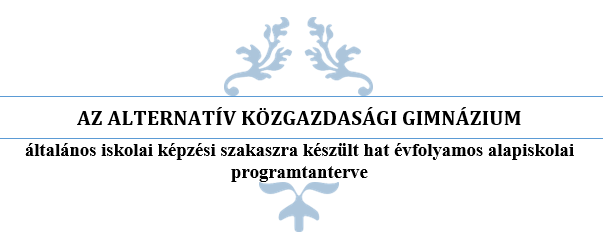 AZ ALTERNATÍV KÖZGAZDASÁGI GIMNÁZIUM
általános iskolai képzési szakaszra készült hat évfolyamos alapiskolai
programtanterve